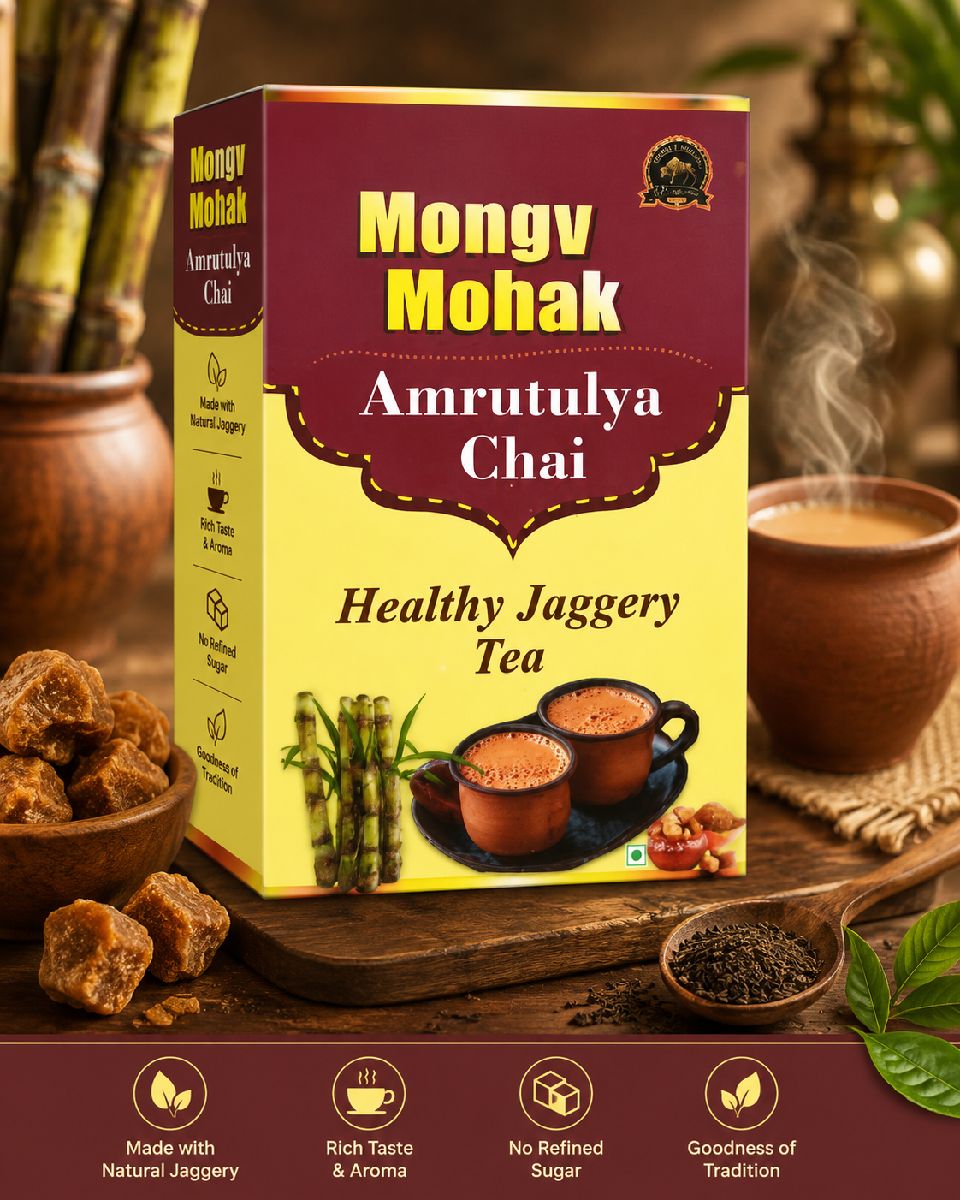 Mongv
Mohak
Amrutulya
Chai
Made with
Natural Jaggery
Rich Taste
& Aroma
No Refined
Sugar
Goodness of
Tradition
Mongv
Mohak
Amrutulya
Chai
Healthy Jaggery
Tea
Made with
Natural Jaggery
Rich Taste
& Aroma
No Refined
Sugar
Goodness of
Tradition